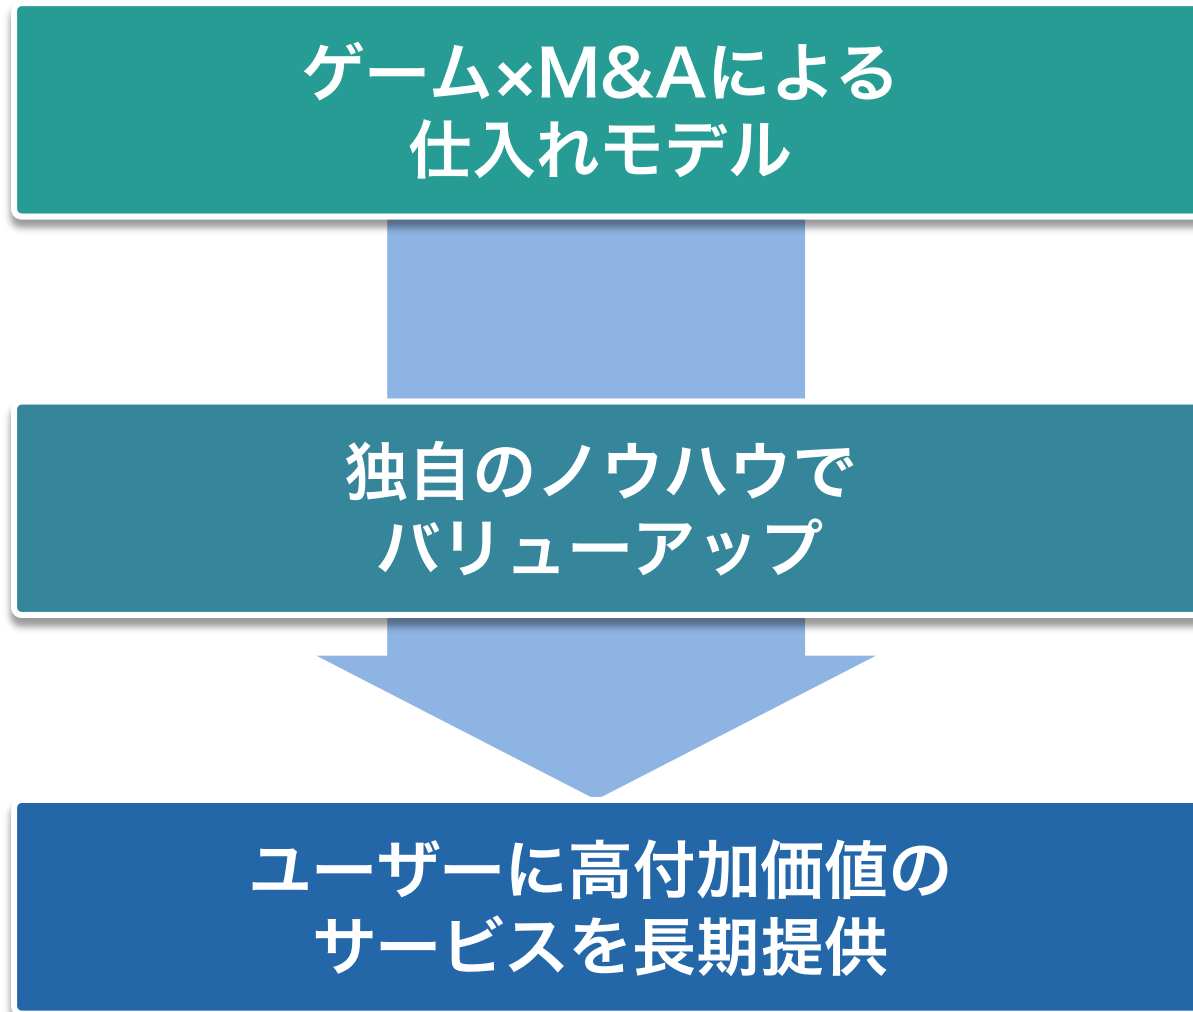 ゲーム×M&Aによる
仕入れモデル
独自のノウハウで
バリューアップ
ユーザーに高付加価値の
サービスを長期提供